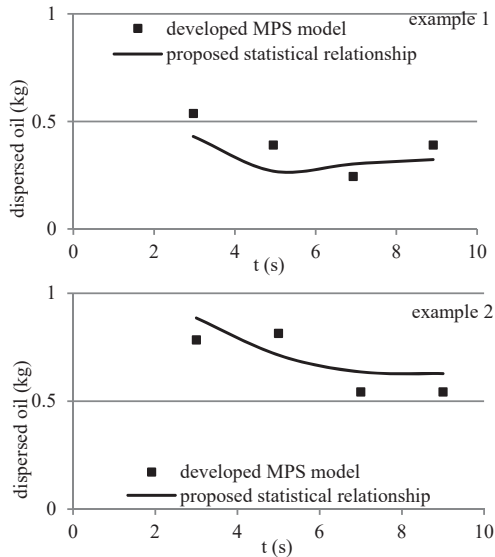 1
example 1
developed MPS model
proposed statistical relationship
dispersed oil (kg)
0.5
0
0 2 4 6 8 10
t (s)
1
example 2
dispersed oil (kg)
0.5
developed MPS model
proposed statistical relationship
0
0 2 4 6 8 10
t (s)